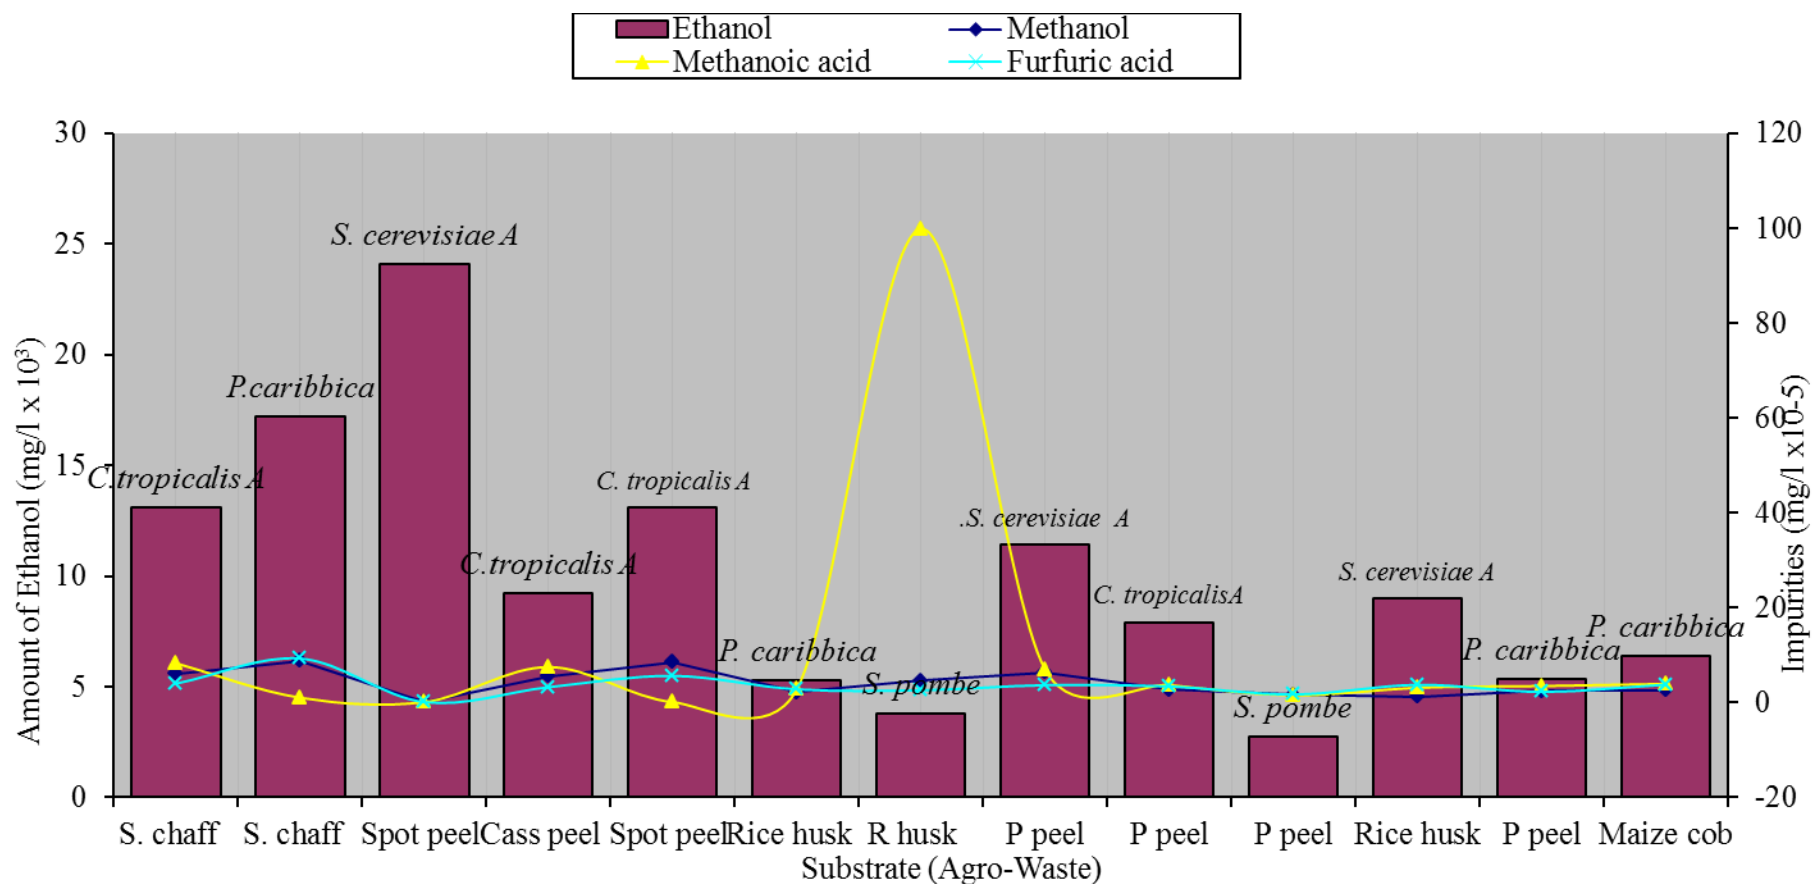 Ethanol Methanol
Methanoic acid Furfuric acid
30 120
25 100
20 80
15 60
10 40
5 20
0 0
-20
Amount of Ethanol (mg/l x 10³)
Impurities (mg/l x10-5)
S. cerevisiae A
P.caribbica
C.tropicalis A
C. tropicalis A
.S. cerevisiae A
C.tropicalis A
S. cerevisiae A
C. tropicalisA
P. caribbica
P. caribbica
P. caribbica
S. pombe
S. pombe
S. chaff S. chaff Spot peel Cass peel Spot peel Rice husk R husk P peel P peel P peel Rice husk P peel Maize cob
Substrate (Agro-Waste)